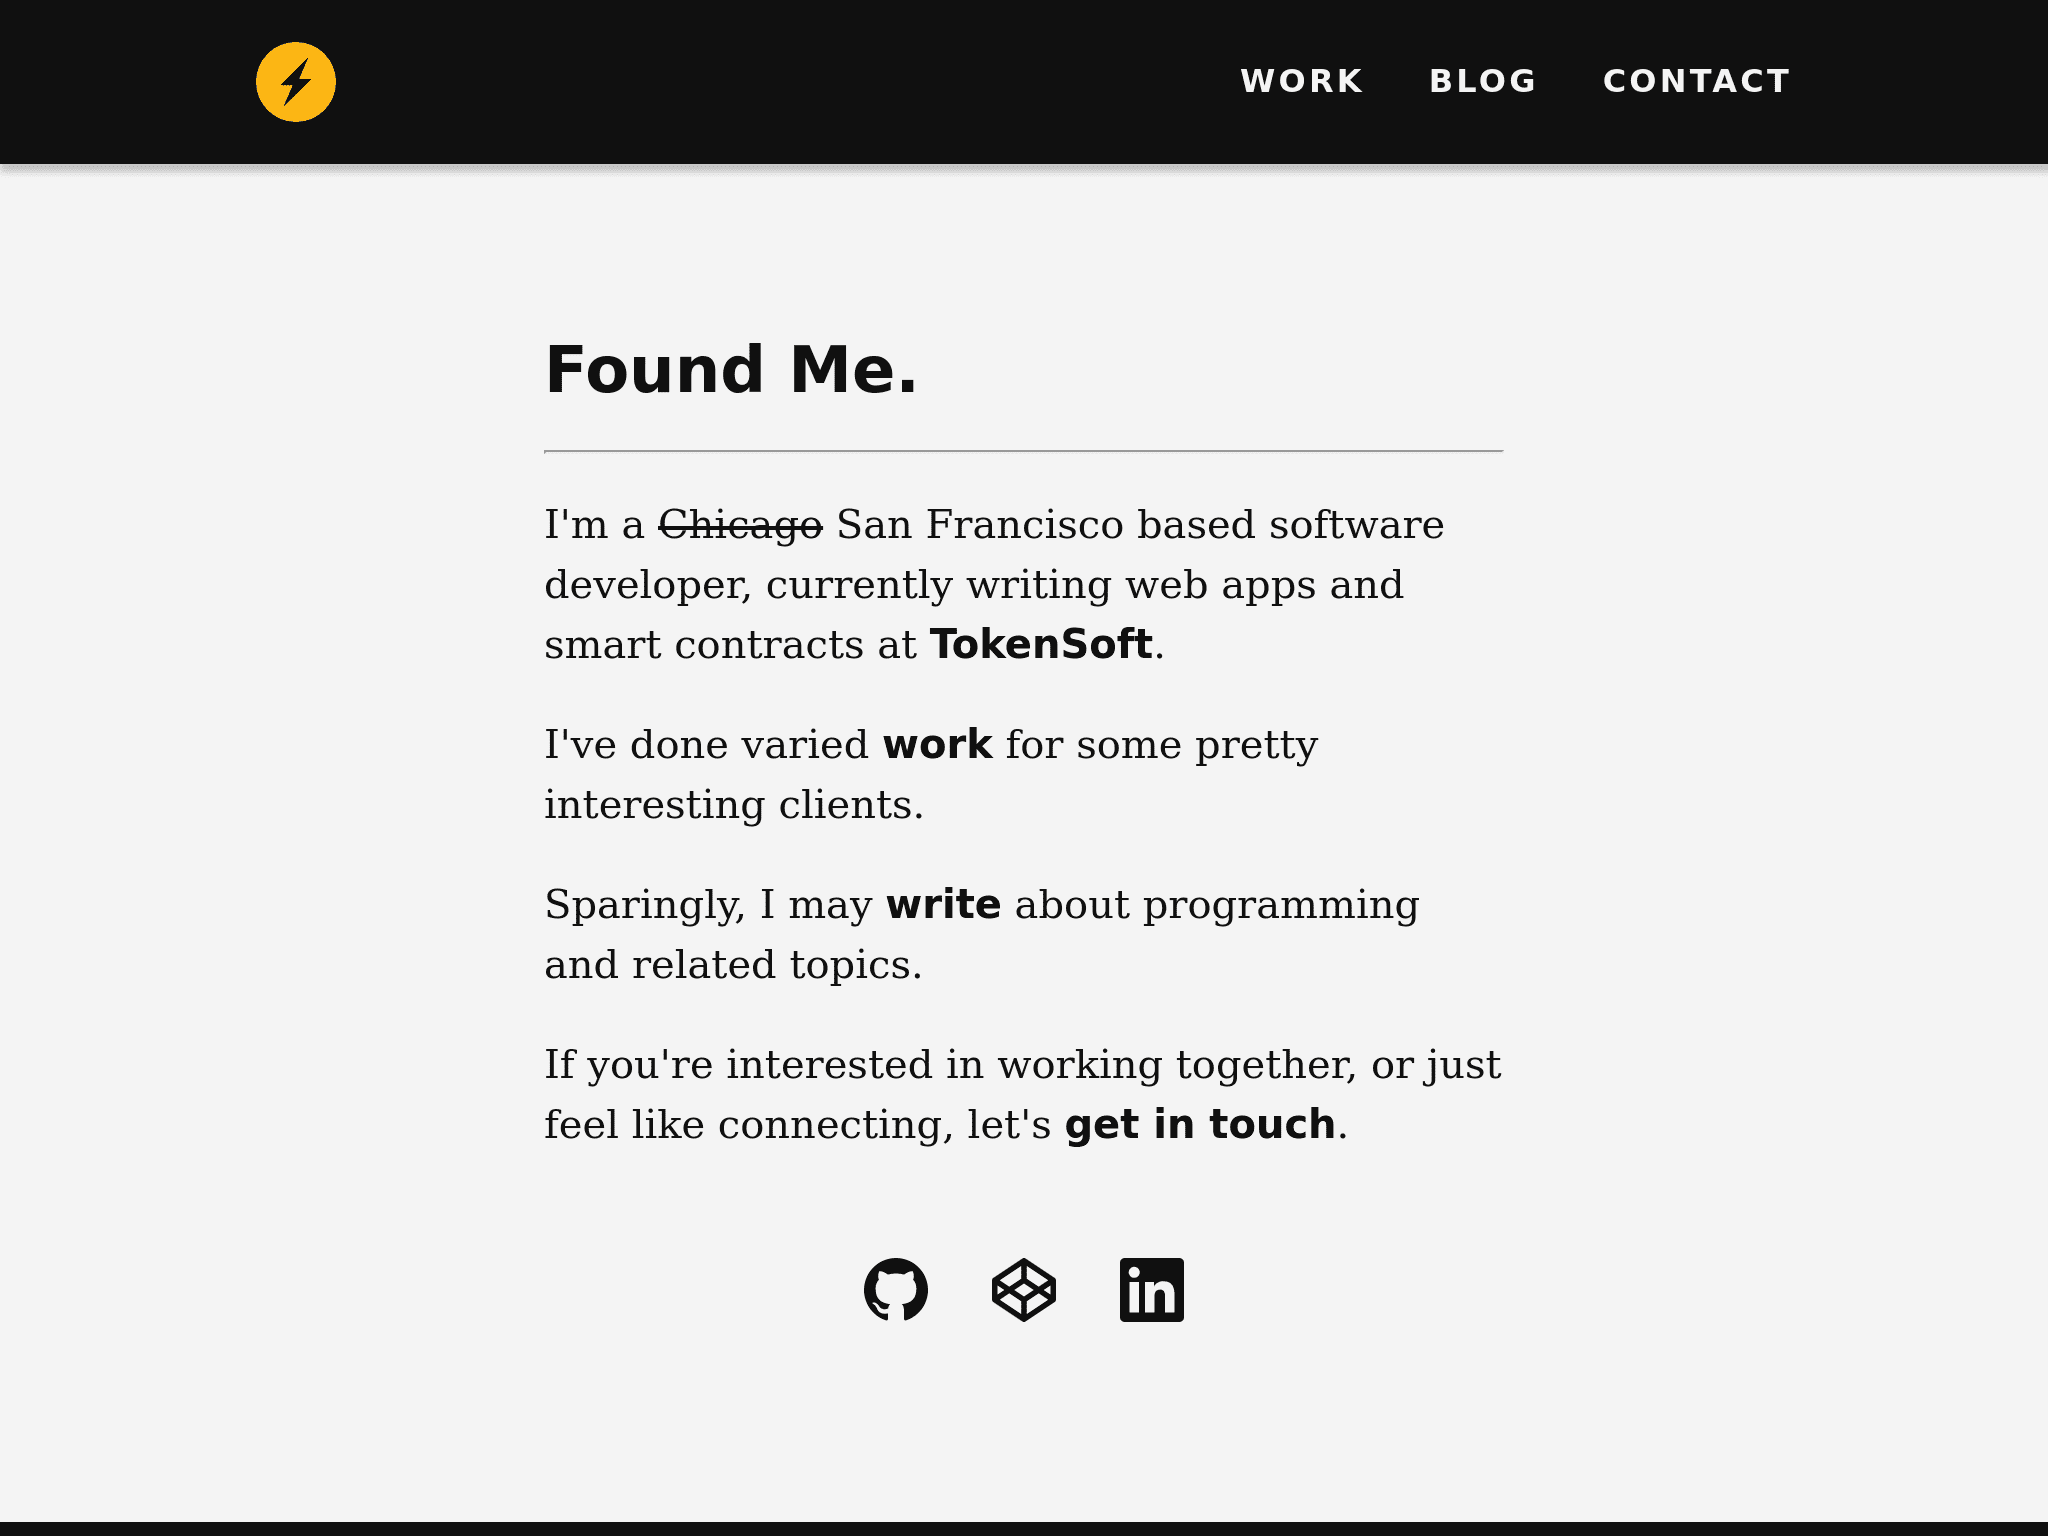 WORK BLOG CONTACT
Found Me.
I'm a Chicago San Francisco based software
developer, currently writing web apps and
smart contracts at TokenSoft.
I've done varied work for some pretty
interesting clients.
Sparingly, I may write about programming
and related topics.
If you're interested in working together, or just
feel like connecting, let's get in touch.
in